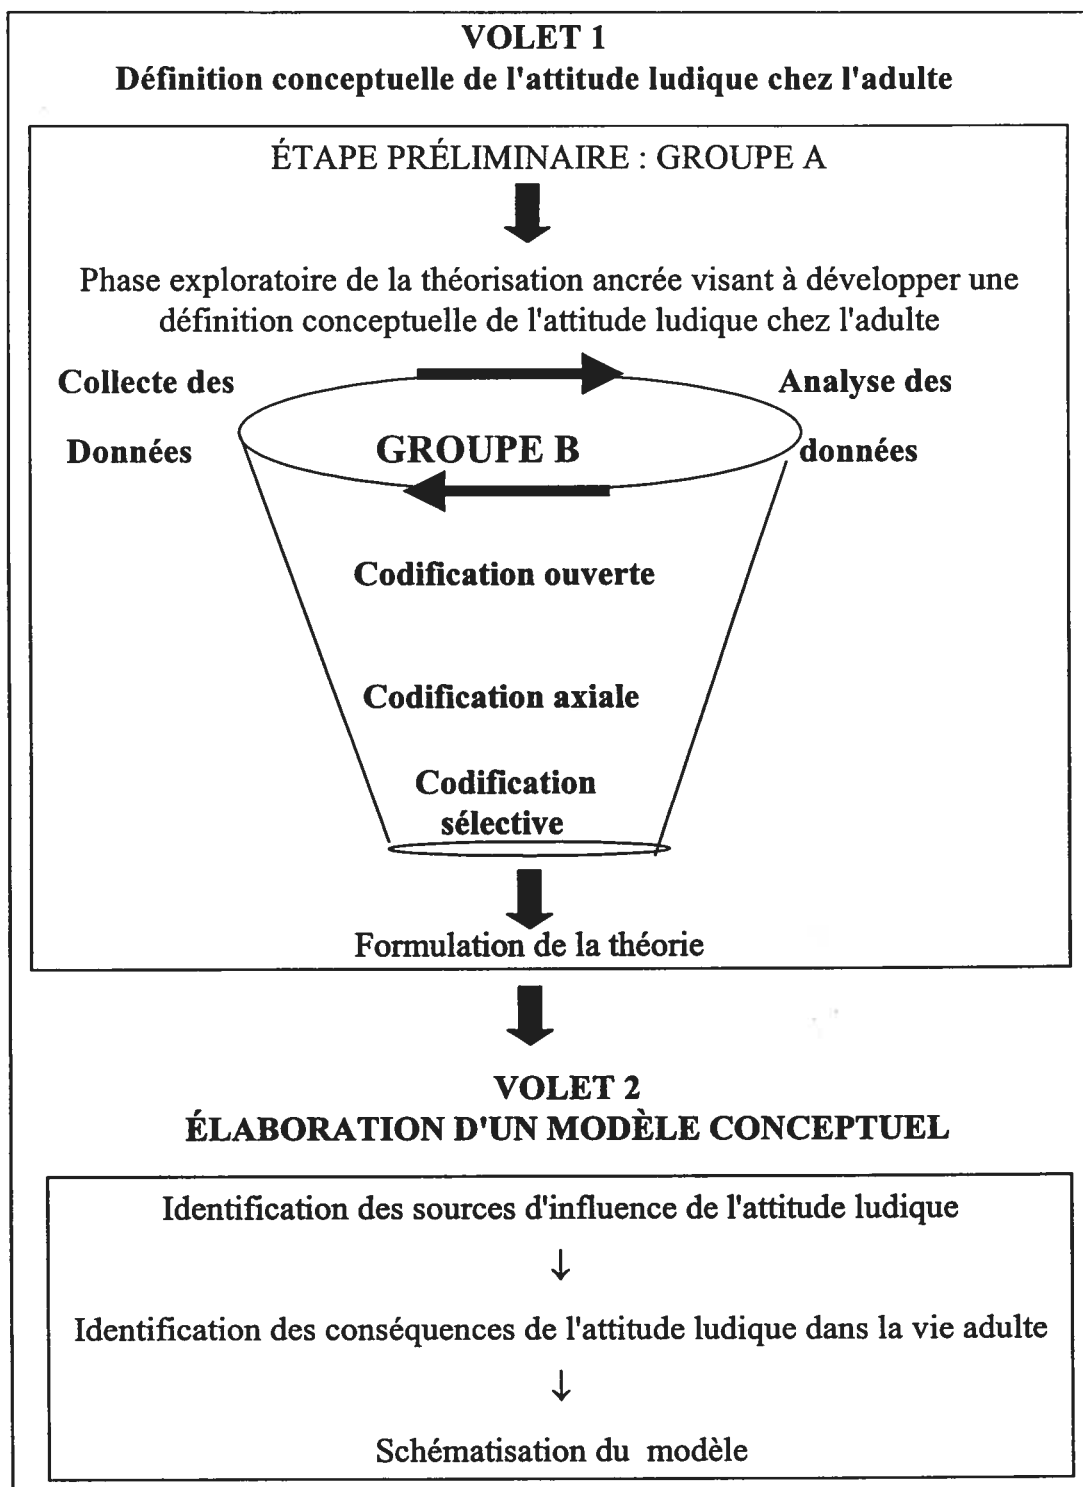 VOLET 1
Définition conceptuelle de l'attitude ludique chez l'adulte
ÉTAPE PRÉLIMINAIRE : GROUPE A
Phase exploratoire de la théorisation ancrée visant à développer une
définition conceptuelle de l'attitude ludique chez l'adulte
Collecte des
Données
Analyse des
données
GROUPE B
Codification ouverte
Codification axiale
Codification
sélective
Formulation de la théorie
VOLET 2
ÉLABORATION D'UN MODÈLE CONCEPTUEL
Identification des sources d'influence de l'attitude ludique
↓
Identification des conséquences de l'attitude ludique dans la vie adulte
↓
Schématisation du modèle